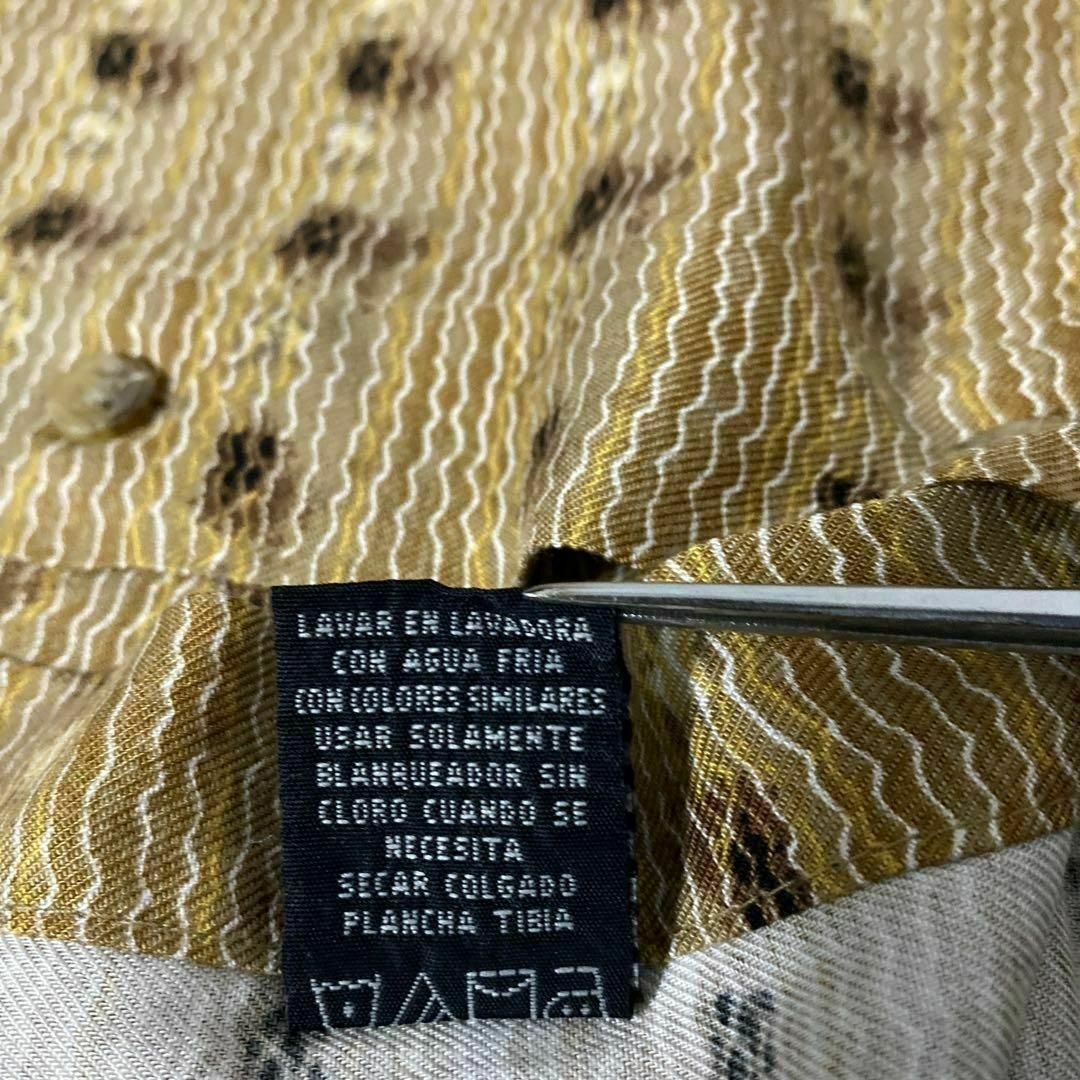 LAVAR EN LAVADORA
CON AGUA FRIA
CON COLORES SIMILARES
USAR SOLAMENTE
BLANQUEADOR SIN
CLORO CUANDO SE
NECESITA
SECAR COLGADO
PLANCHA TIBIA